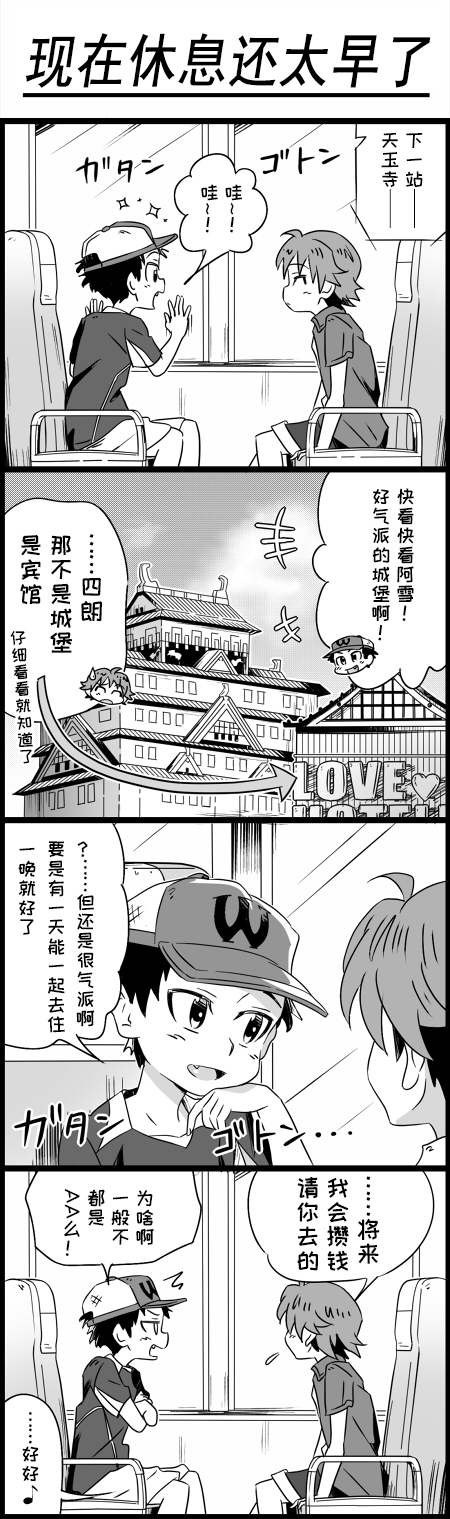 现在休息还太早了
下一站——
天玉寺——
ゴトン
ガタン
哇~!
哇~!
快看快看阿雪!
好气派的城堡啊!
……四朗
那不是城堡
是宾馆
仔细看看就知道了
LOVE♡
HOTEL
?……但还是很气派啊
要是有一天能一起去住
一晚就好了
W
ガタン
ゴトン・・・
……将来
我会攒钱
请你去的
为啥啊
一般不
都是
AA么!
……好好♪